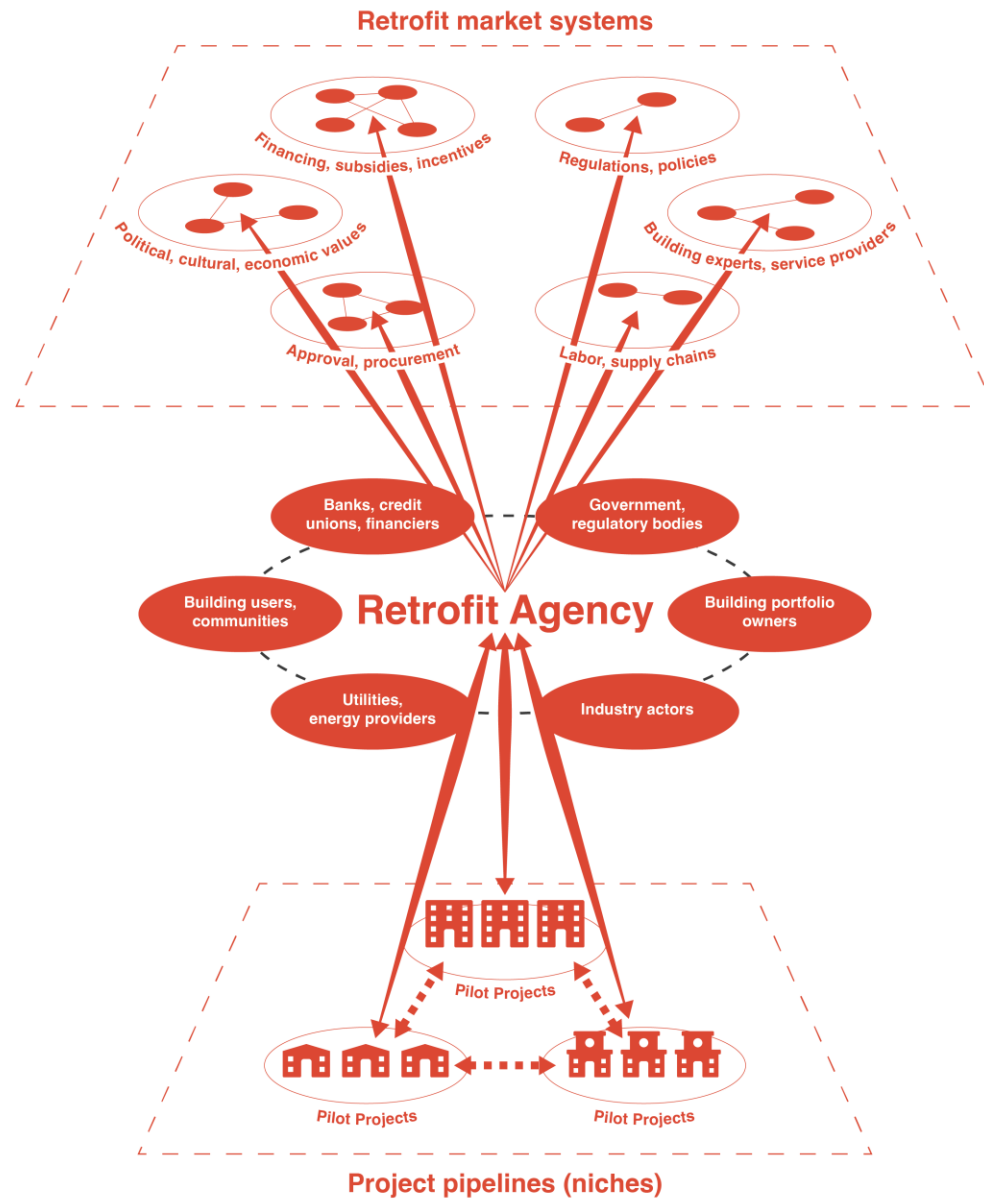 Retrofit market systems
Financing, subsidies, incentives
Regulations, policies
Political, cultural, economic values
Building experts, service providers
Approval, procurement
Labor, supply chains
Banks, credit
unions, financiers
Government,
regulatory bodies
Building users,
communities
Retrofit Agency
Building portfolio
owners
Utilities,
energy providers
Industry actors
Pilot Projects
Pilot Projects
Pilot Projects
Project pipelines (niches)